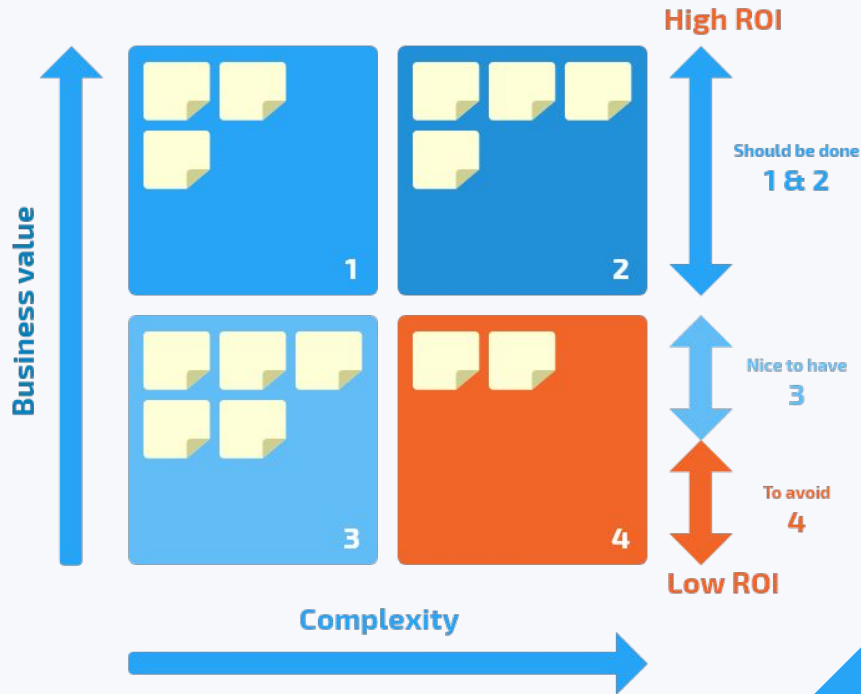 High ROI
Business value
1
2
Should be done
1 & 2
3
4
Nice to have
3
To avoid
4
Low ROI
Complexity